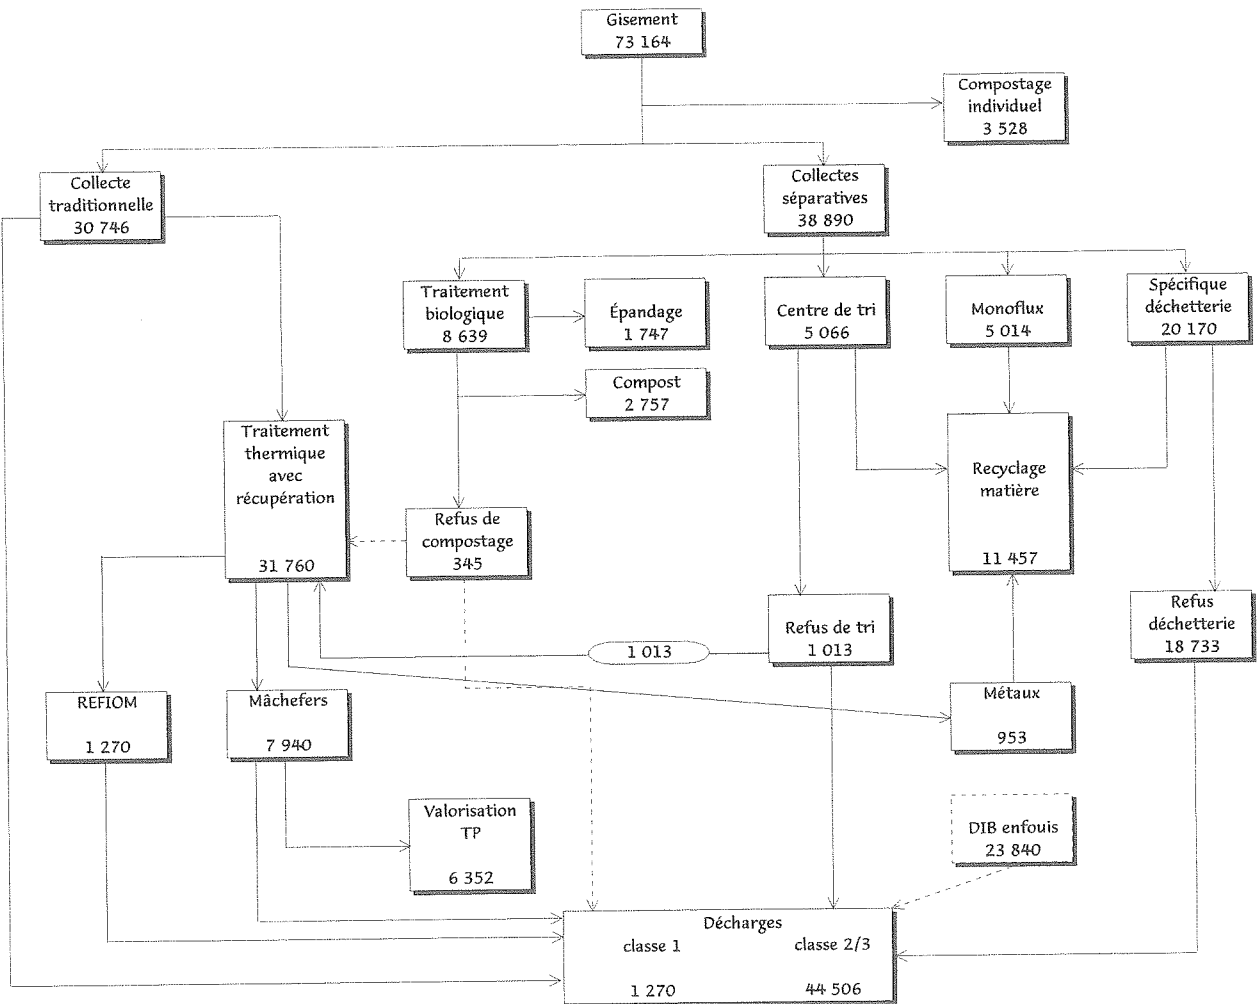 Gisement
73 164
Compostage
individuel
3 528
Collecte
traditionnelle
30 746
Collectes
séparatives
38 890
Traitement
biologique
8 639
Épandage
1 747
Centre de tri
5 066
Monoflux
5 014
Spécifique
déchetterie
20 170
Compost
2 757
Traitement
thermique
avec
récupération
31 760
Recyclage
matière
11 457
Refus de
compostage
345
Refus de tri
1 013
Refus
déchetterie
18 733
1 013
REFIOM
1 270
Mâchefers
7 940
Métaux
953
Valorisation
TP
6 352
DIB enfouis
23 840
Décharges
classe 1 classe 2/3
1 270 44 506